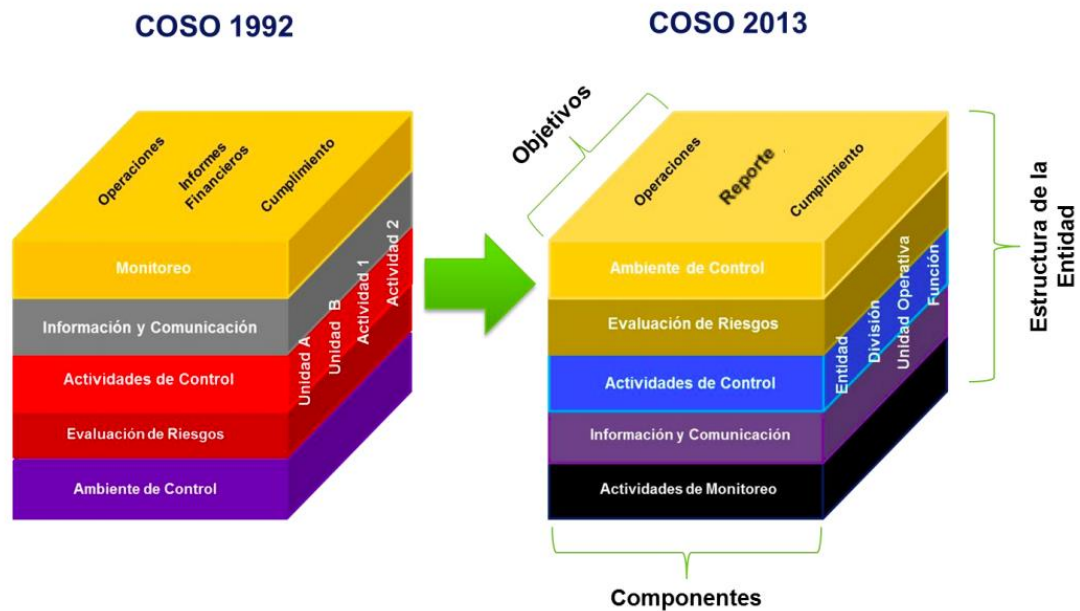 COSO 1992
COSO 2013
Operaciones
Informes
Financieros
Cumplimiento
Monitoreo
Información y Comunicación
Actividades de Control
Evaluación de Riesgos
Ambiente de Control
Unidad A
Unidad B
Actividad 1
Actividad 2
Objetivos
Operaciones
Reporte
Cumplimiento
Ambiente de Control
Evaluación de Riesgos
Actividades de Control
Información y Comunicación
Actividades de Monitoreo
Entidad
División
Unidad Operativa
Función
Estructura de la
Entidad
Componentes